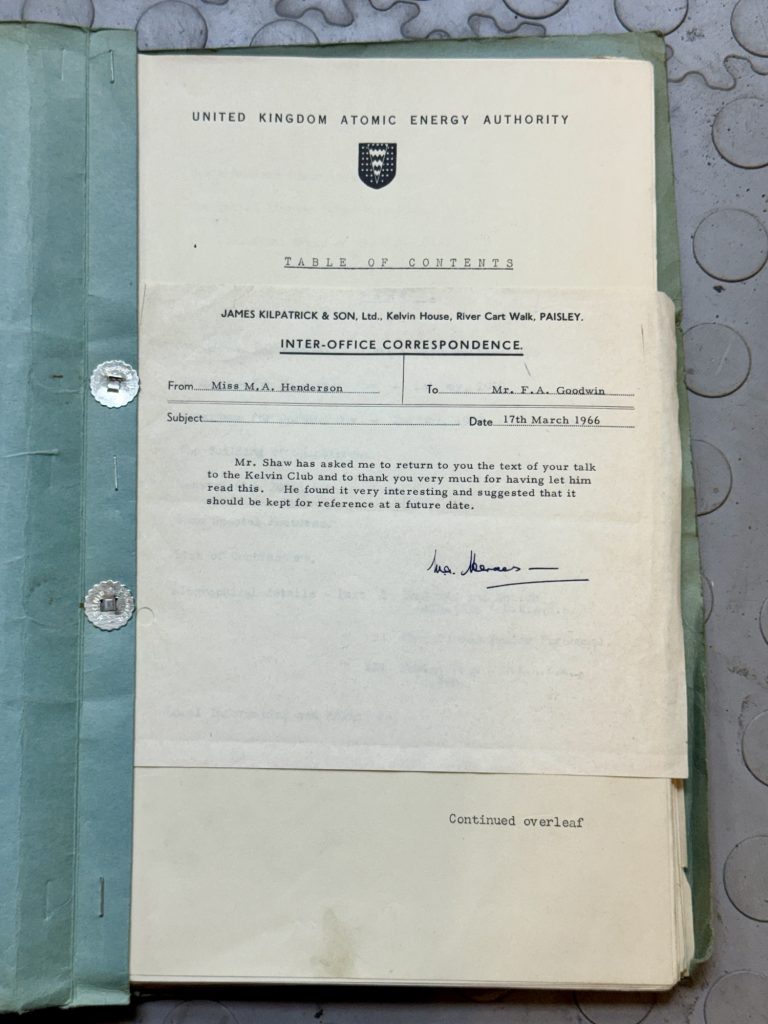 UNITED KINGDOM ATOMIC ENERGY AUTHORITY
TABLE OF CONTENTS
JAMES KILPATRICK & SON, Ltd., Kelvin House, River Cart Walk, PAISLEY.
INTER-OFFICE CORRESPONDENCE.
From Miss M.A. Henderson To Mr. F.A. Goodwin
Subject Date 17th March 1966
Mr. Shaw has asked me to return to you the text of your talk
to the Kelvin Club and to thank you very much for having let him
read this. He found it very interesting and suggested that it
should be kept for reference at a future date.
Continued overleaf